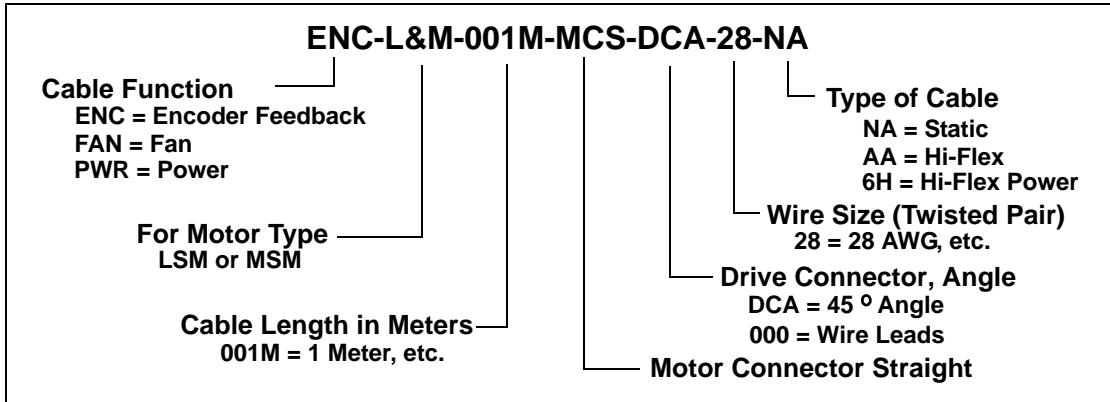 ENC-L&M-001M-MCS-DCA-28-NA
Cable Function
ENC = Encoder Feedback
FAN = Fan
PWR = Power
For Motor Type
LSM or MSM
Cable Length in Meters
001M = 1 Meter, etc.
Type of Cable
NA = Static
AA = Hi-Flex
6H = Hi-Flex Power
Wire Size (Twisted Pair)
28 = 28 AWG, etc.
Drive Connector, Angle
DCA = 45 º Angle
000 = Wire Leads
Motor Connector Straight